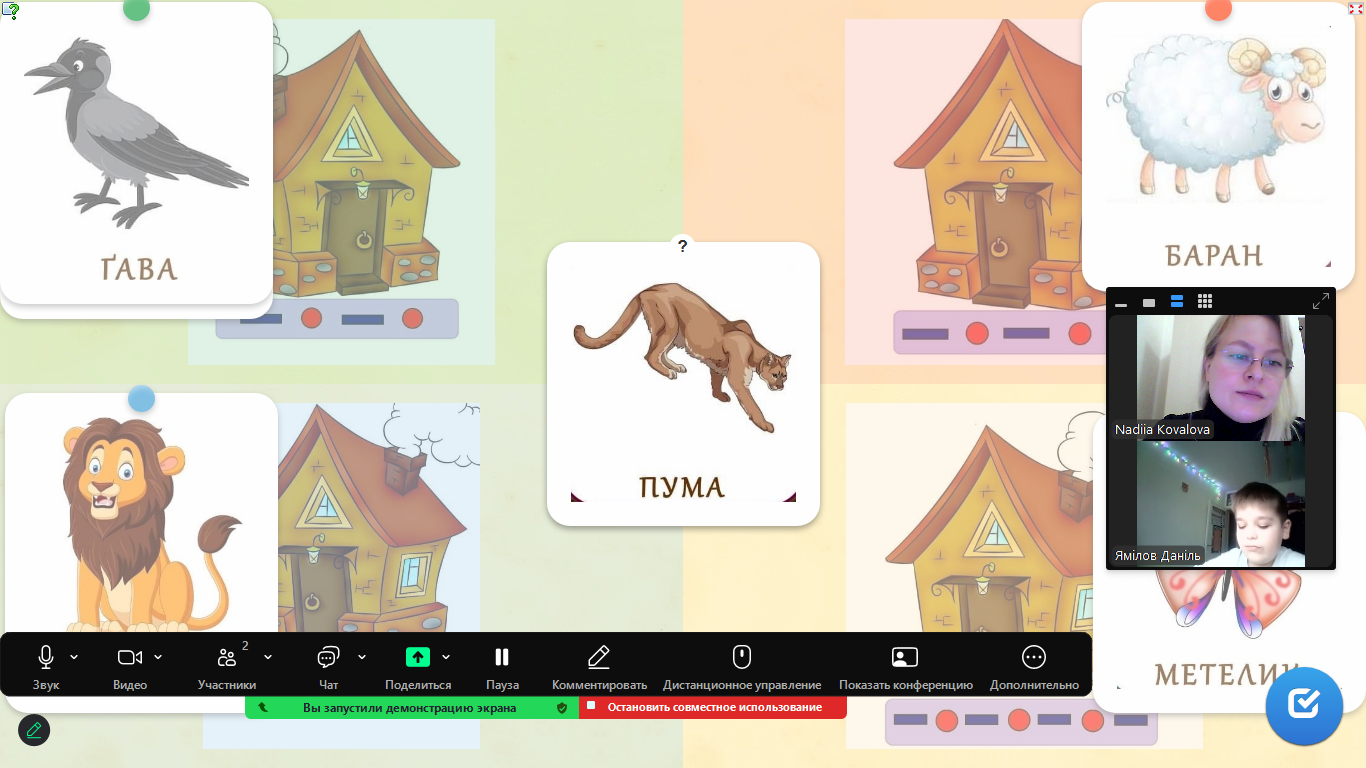 ҐАВА
БАРАН
?
ПУМА
Nadiia Kovalova
Ямілов Даніль
МЕТЕЛИК
2
Звук
Видео
Участники
Чат
Поделиться
Пауза
Комментировать
Дистанционное управление
Показать конференцию
Дополнительно
Вы запустили демонстрацию экрана
Остановить совместное использование